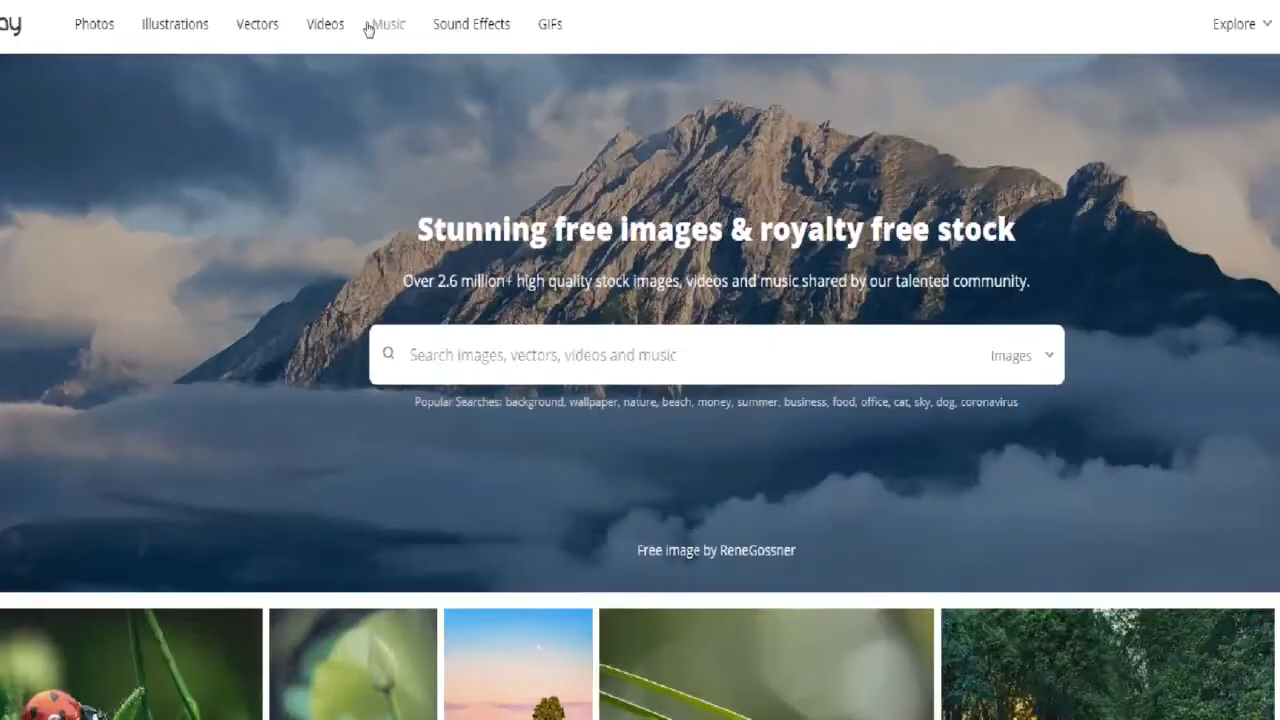 ay Photos Illustrations Vectors Videos Music Sound Effects GIFs Explore
Stunning free images & royalty free stock
Over 2.6 million+ high quality stock images, videos and music shared by our talented community.
Search images, vectors, videos and music Images
Popular Searches: background, wallpaper, nature, beach, money, summer, business, food, office, cat, sky, dog, coronavirus
Free image by ReneGossner